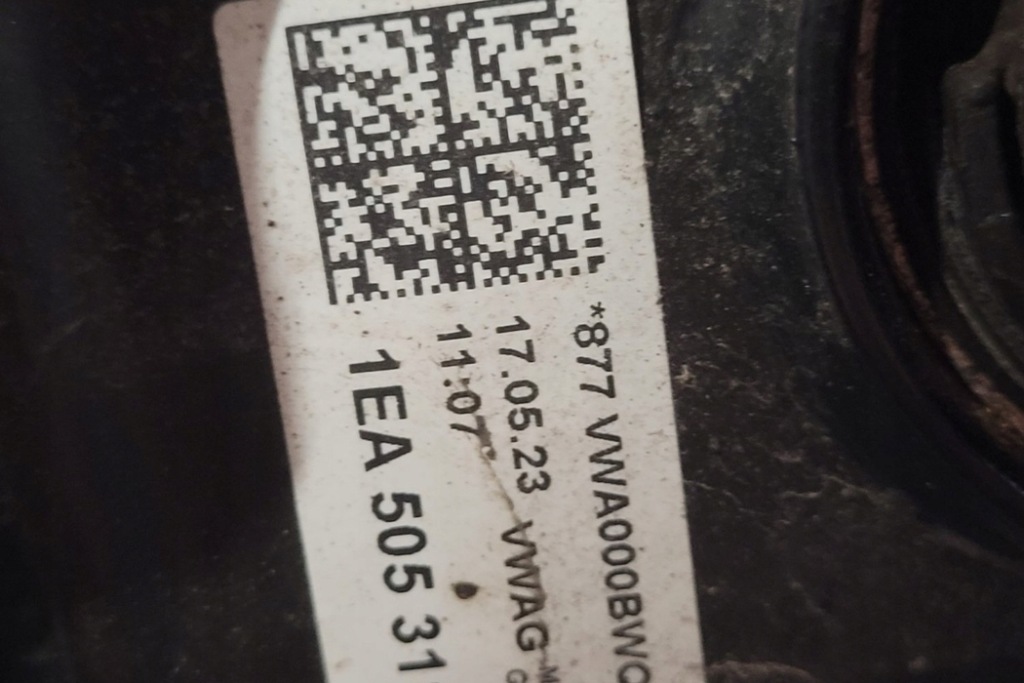 *877 VWA000BWC
17.05.23 VWAG
11:07
1EA 505 31